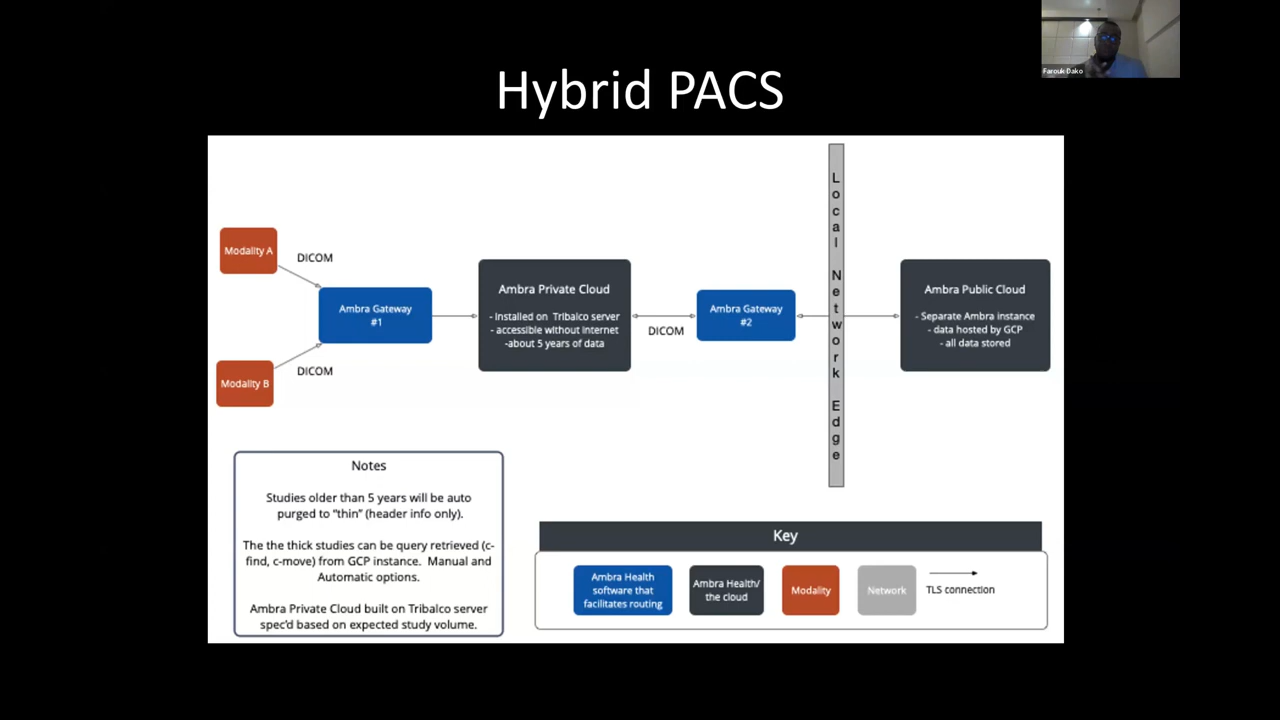 Farouk Dako
Hybrid PACS
Modality A
DICOM
Ambra Gateway
#1
DICOM
Modality B
Ambra Private Cloud
- Installed on Tribalco server
- accessible without internet
-about 5 years of data
DICOM
Ambra Gateway
#2
Local Network Edge
Ambra Public Cloud
- Separate Ambra instance
- data hosted by GCP
- all data stored
Notes
Studies older than 5 years will be auto
purged to “thin” (header info only).
The the thick studies can be query retrieved (c-
find, c-move) from GCP instance. Manual and
Automatic options.
Ambra Private Cloud built on Tribalco server
spec’d based on expected study volume.
Key
Ambra Health
software that
facilitates routing
Ambra Health/
the cloud
Modality
Network
TLS connection